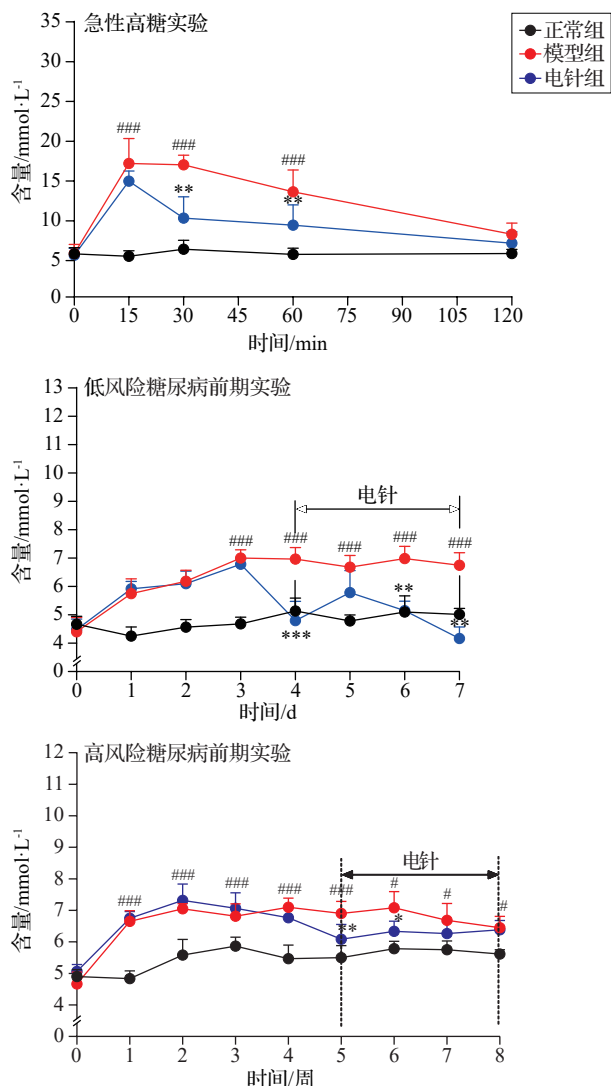 急性高糖实验
正常组
模型组
电针组
含量/mmol·L-1
35
30
25
20
15
10
5
0
###
###
###
**
**
0 15 30 45 60 75 90 105 120
时间/min
低风险糖尿病前期实验
含量/mmol·L-1
13
12
11
10
9
8
7
6
5
4
0
电针
### ### ### ### ###
***
**
**
0 1 2 3 4 5 6 7
时间/d
高风险糖尿病前期实验
含量/mmol·L-1
12
11
10
9
8
7
6
5
4
0
电针
### ### ### ### ### # # #
**
*
0 1 2 3 4 5 6 7 8
时间/周